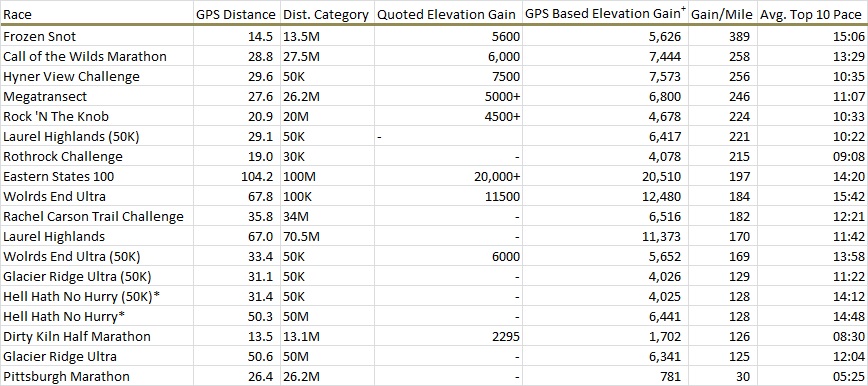 Race GPS Distance Dist. Category Quoted Elevation Gain GPS Based Elevation Gain+ Gain/Mile Avg. Top 10 Pace
Frozen Snot 14.5 13.5M 5600 5,626 389 15:06
Call of the Wilds Marathon 28.8 27.5M 6,000 7,444 258 13:29
Hyner View Challenge 29.6 50K 7500 7,573 256 10:35
Megatransect 27.6 26.2M 5000+ 6,800 246 11:07
Rock 'N The Knob 20.9 20M 4500+ 4,678 224 10:33
Laurel Highlands (50K) 29.1 50K - 6,417 221 10:22
Rothrock Challenge 19.0 30K - 4,078 215 09:08
Eastern States 100 104.2 100M 20,000+ 20,510 197 14:20
Wolrds End Ultra 67.8 100K 11500 12,480 184 15:42
Rachel Carson Trail Challenge 35.8 34M - 6,516 182 12:21
Laurel Highlands 67.0 70.5M - 11,373 170 11:42
Wolrds End Ultra (50K) 33.4 50K 6000 5,652 169 13:58
Glacier Ridge Ultra (50K) 31.1 50K - 4,026 129 11:22
Hell Hath No Hurry (50K)* 31.4 50K - 4,025 128 14:12
Hell Hath No Hurry* 50.3 50M - 6,441 128 14:48
Dirty Kiln Half Marathon 13.5 13.1M 2295 1,702 126 08:30
Glacier Ridge Ultra 50.6 50M - 6,341 125 12:04
Pittsburgh Marathon 26.4 26.2M - 781 30 05:25